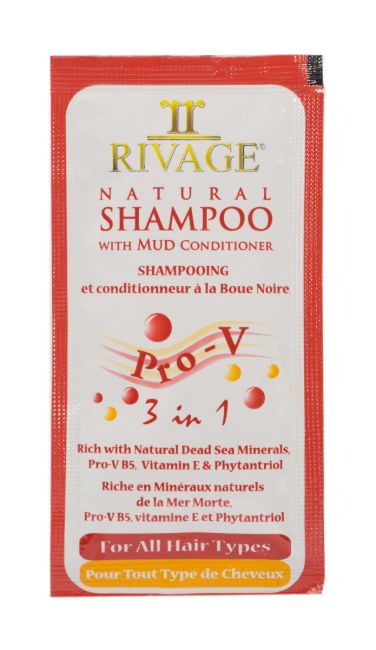 RIVAGE®
NATURAL
SHAMPOO
WITH MUD CONDITIONER
SHAMPOOING
et conditionneur à la Boue Noire
Pro-V
3 in 1
Rich with Natural Dead Sea Minerals,
Pro-V B5, Vitamin E & Phytantriol
Riche en Minéraux naturels
de la Mer Morte,
Pro-V B5, vitamine E et Phytantriol
For All Hair Types
Pour Tout Type de Cheveux